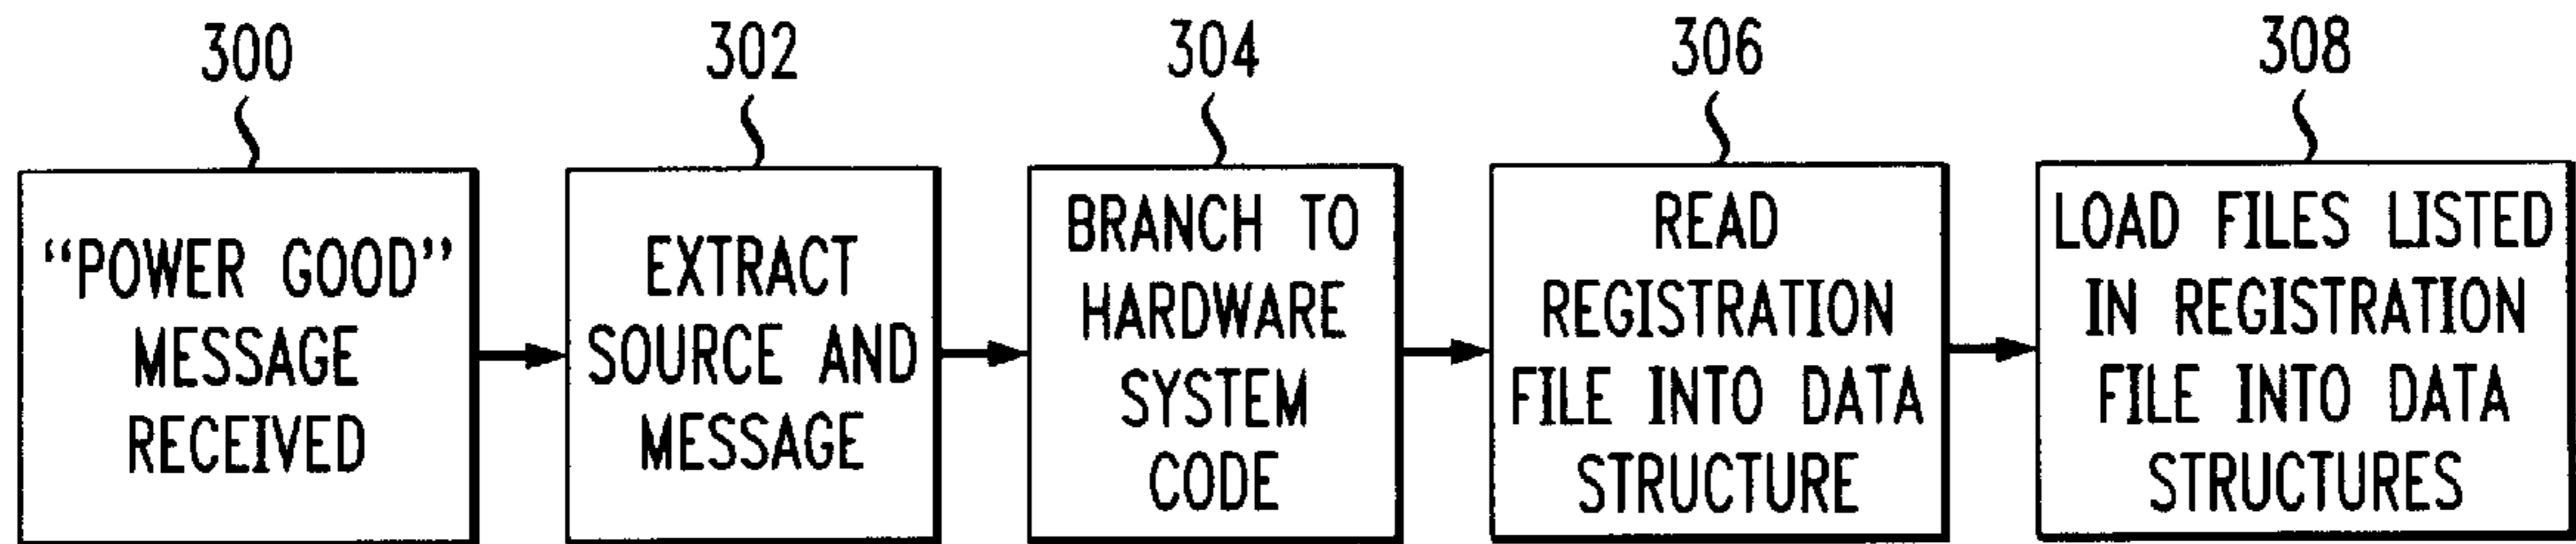 300
302
304
306
308
“POWER GOOD”
MESSAGE
RECEIVED
EXTRACT
SOURCE AND
MESSAGE
BRANCH TO
HARDWARE
SYSTEM
CODE
READ
REGISTRATION
FILE INTO DATA
STRUCTURE
LOAD FILES LISTED
IN REGISTRATION
FILE INTO DATA
STRUCTURES